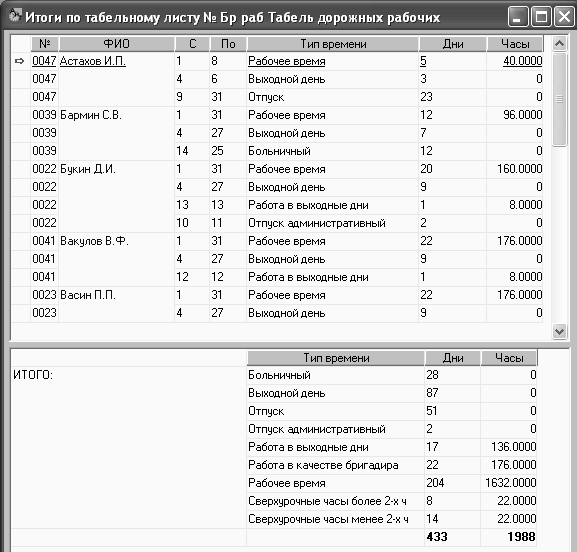 Итоги по табельному листу № Бр раб Табель дорожных рабочих
№ ФИО С По Тип времени Дни Часы
0047 Астахов И.П. 1 8 Рабочее время 5 40.0000
0047 4 6 Выходной день 3 0
0047 9 31 Отпуск 23 0
0039 Бармин С.В. 1 31 Рабочее время 12 96.0000
0039 4 27 Выходной день 7 0
0039 14 25 Больничный 12 0
0022 Букин Д.И. 1 31 Рабочее время 20 160.0000
0022 4 27 Выходной день 9 0
0022 13 13 Работа в выходные дни 1 8.0000
0022 10 11 Отпуск административный 2 0
0041 Вакулов В.Ф. 1 31 Рабочее время 22 176.0000
0041 4 27 Выходной день 9 0
0041 12 12 Работа в выходные дни 1 8.0000
0023 Васин П.П. 1 31 Рабочее время 22 176.0000
0023 4 27 Выходной день 9 0
Тип времени Дни Часы
ИТОГО: Больничный 28 0
Выходной день 87 0
Отпуск 51 0
Отпуск административный 2 0
Работа в выходные дни 17 136.0000
Работа в качестве бригадира 22 176.0000
Рабочее время 204 1632.0000
Сверхурочные часы более 2-х ч 8 22.0000
Сверхурочные часы менее 2-х ч 14 22.0000
433 1988